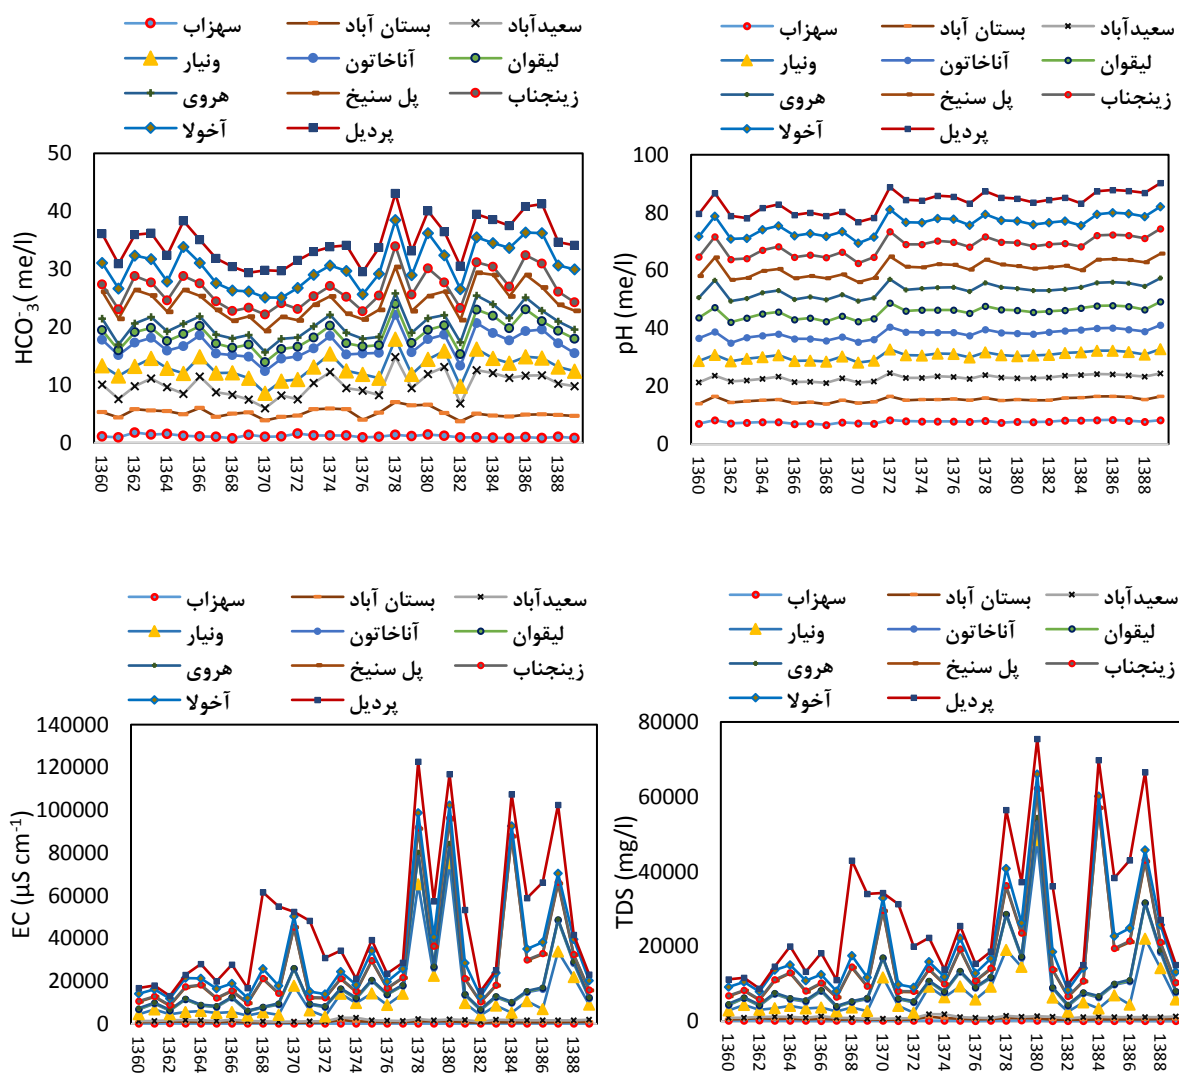 سهزاب بستان آباد سعیدآباد
ونیار آناخاتون لیقوان
هروی پل سنیخ زینجناب
آخولا پردیل
HCO⁻₃( me/l)
50
40
30
20
10
0
1360 1362 1364 1366 1368 1370 1372 1374 1376 1378 1380 1382 1384 1386 1388
سهزاب بستان آباد سعیدآباد
ونیار آناخاتون لیقوان
هروی پل سنیخ زینجناب
آخولا پردیل
pH (me/l)
100
80
60
40
20
0
1360 1362 1364 1366 1368 1370 1372 1374 1376 1378 1380 1382 1384 1386 1388
سهزاب بستان آباد سعیدآباد
ونیار آناخاتون لیقوان
هروی پل سنیخ زینجناب
آخولا پردیل
EC (µS cm⁻¹)
140000
120000
100000
80000
60000
40000
20000
0
1360 1362 1364 1366 1368 1370 1372 1374 1376 1378 1380 1382 1384 1386 1388
سهزاب بستان آباد سعیدآباد
ونیار آناخاتون لیقوان
هروی پل سنیخ زینجناب
آخولا پردیل
TDS (mg/l)
80000
60000
40000
20000
0
1360 1362 1364 1366 1368 1370 1372 1374 1376 1378 1380 1382 1384 1386 1388